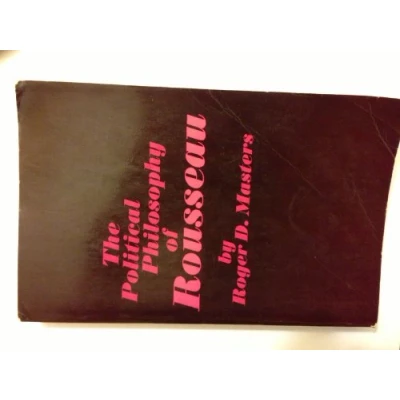 The
Political
Philosophy
of
Rousseau
by
Roger D. Masters